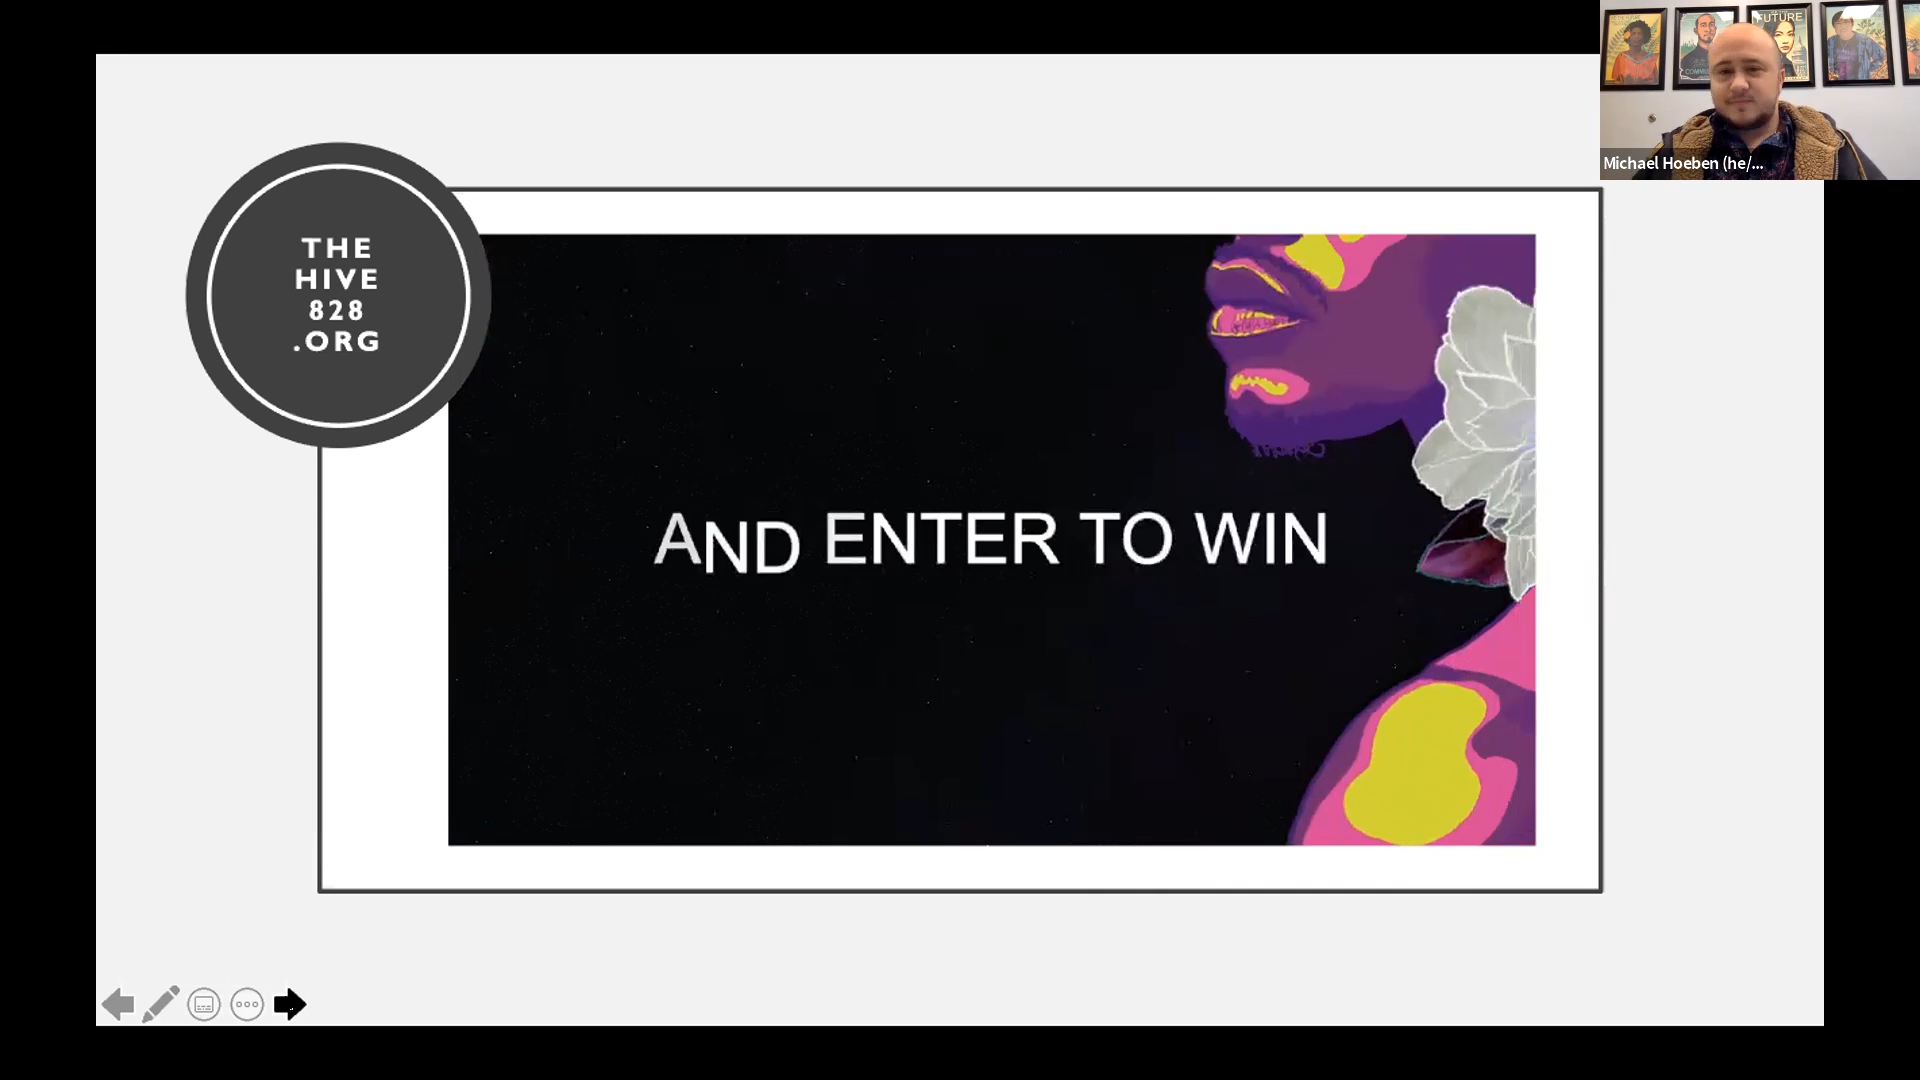 THE
HIVE
828
.ORG
AND ENTER TO WIN
FUTURE
Michael Hoeben (he/...